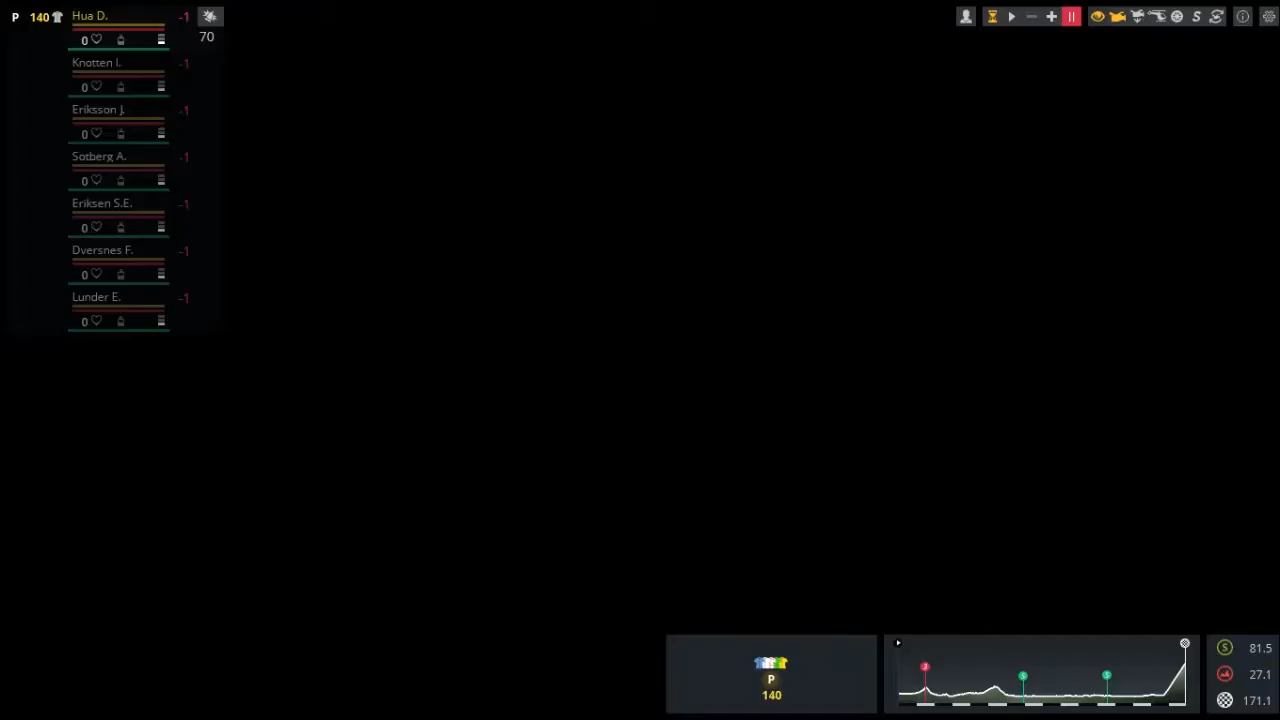 P 140 Hua D. -1
0 70
Knotten I. -1
0
Eriksson J. -1
0
Sotberg A. -1
0
Eriksen S.E. -1
0
Dversnes F. -1
0
Lunder E. -1
0
S 81.5
3
P S S 27.1
140 171.1